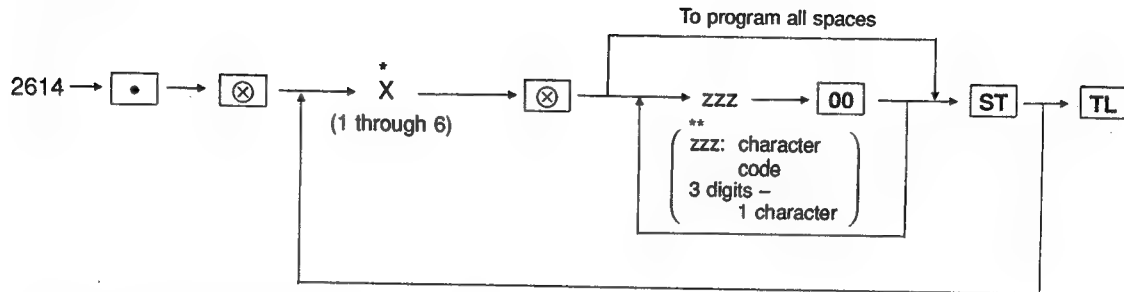 To program all spaces
*
2614 • ⊗ X ⊗ zzz 00 ST TL
(1 through 6)
**
zzz: character
code
3 digits –
1 character